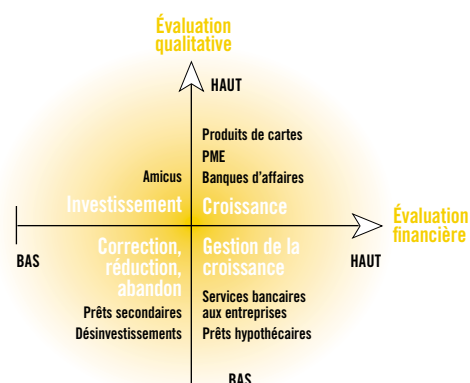 Évaluation
qualitative
HAUT
Produits de cartes
PME
Amicus
Banques d'affaires
Investissement
Croissance
Évaluation
financière
BAS
HAUT
Correction,
réduction,
abandon
Gestion de la
croissance
Prêts secondaires
Désinvestissements
Services bancaires
aux entreprises
Prêts hypothécaires
BAS